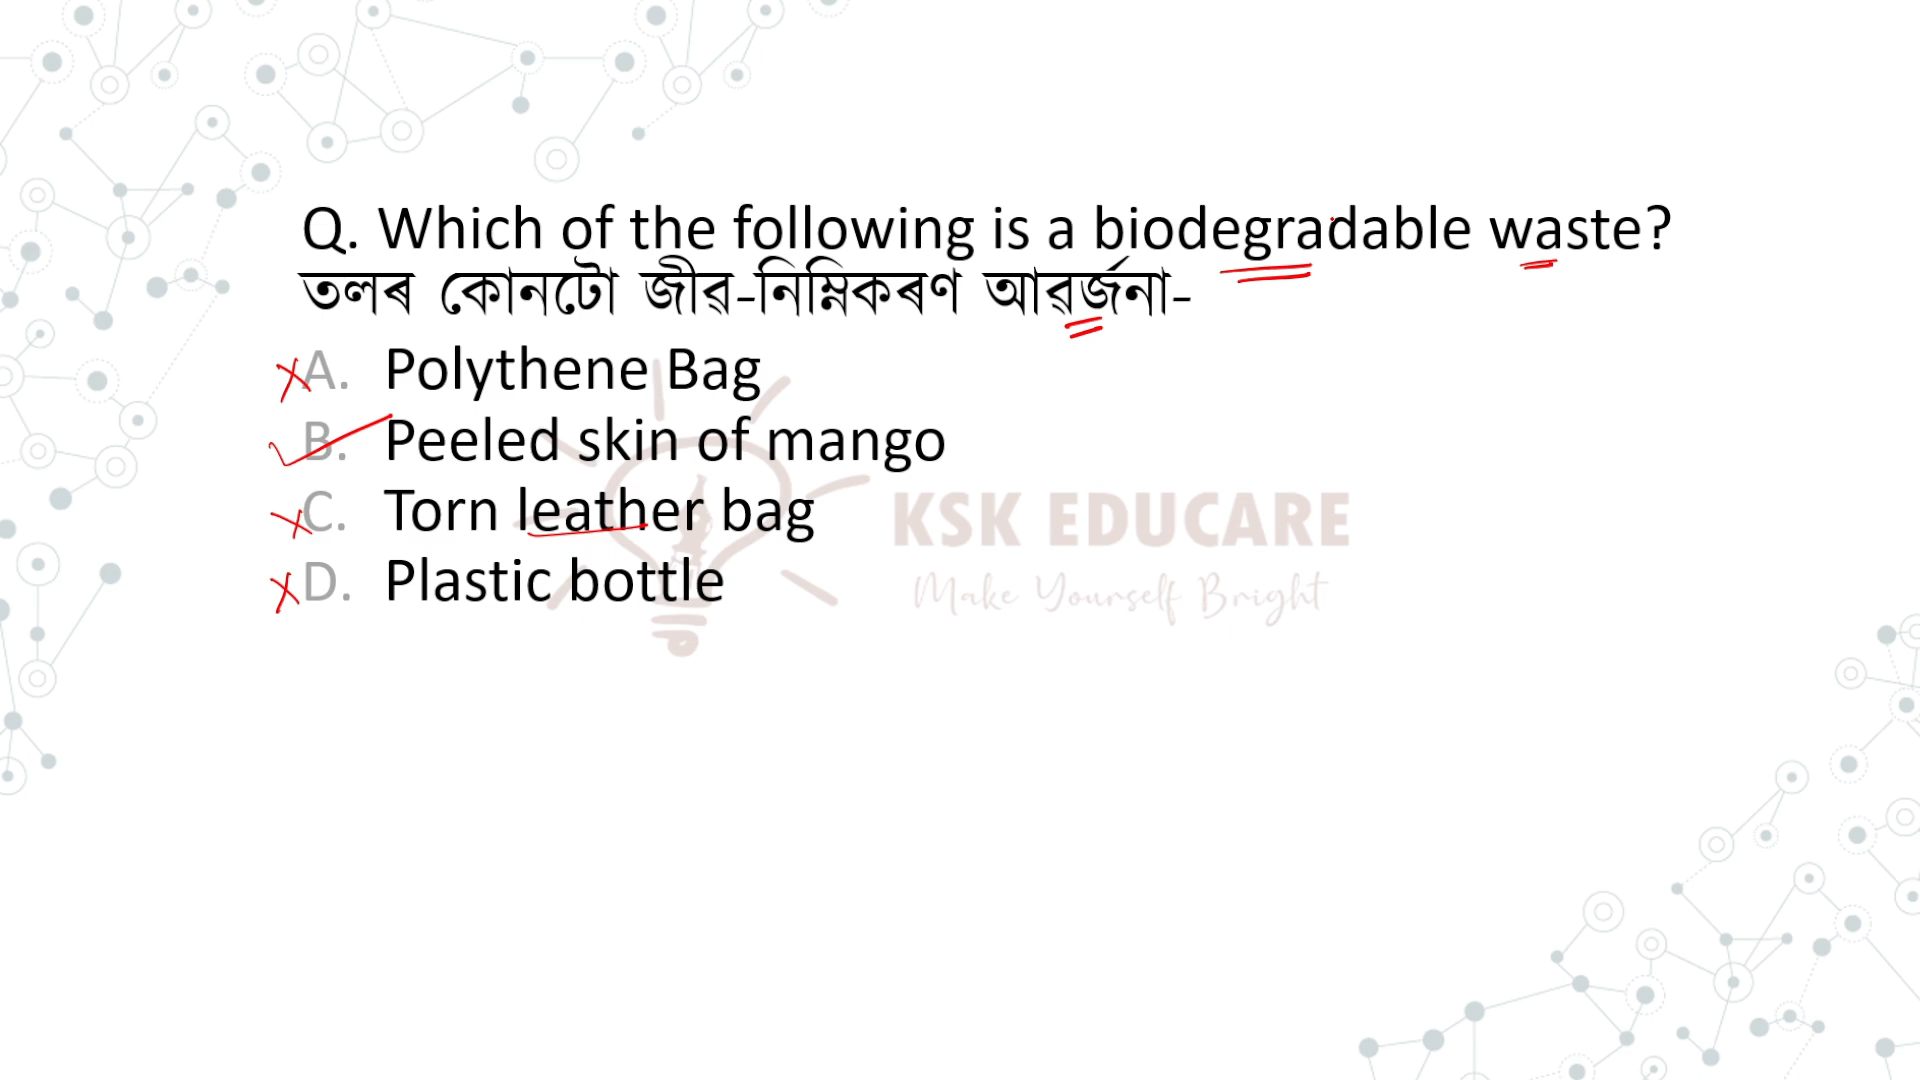 Q. Which of the following is a biodegradable waste?
তলৰ কোনটো জীৱ-নিম্নিকৰণ আৱৰ্জনা-
A. Polythene Bag
B. Peeled skin of mango
C. Torn leather bag
D. Plastic bottle
KSK EDUCARE
Make Yourself Bright